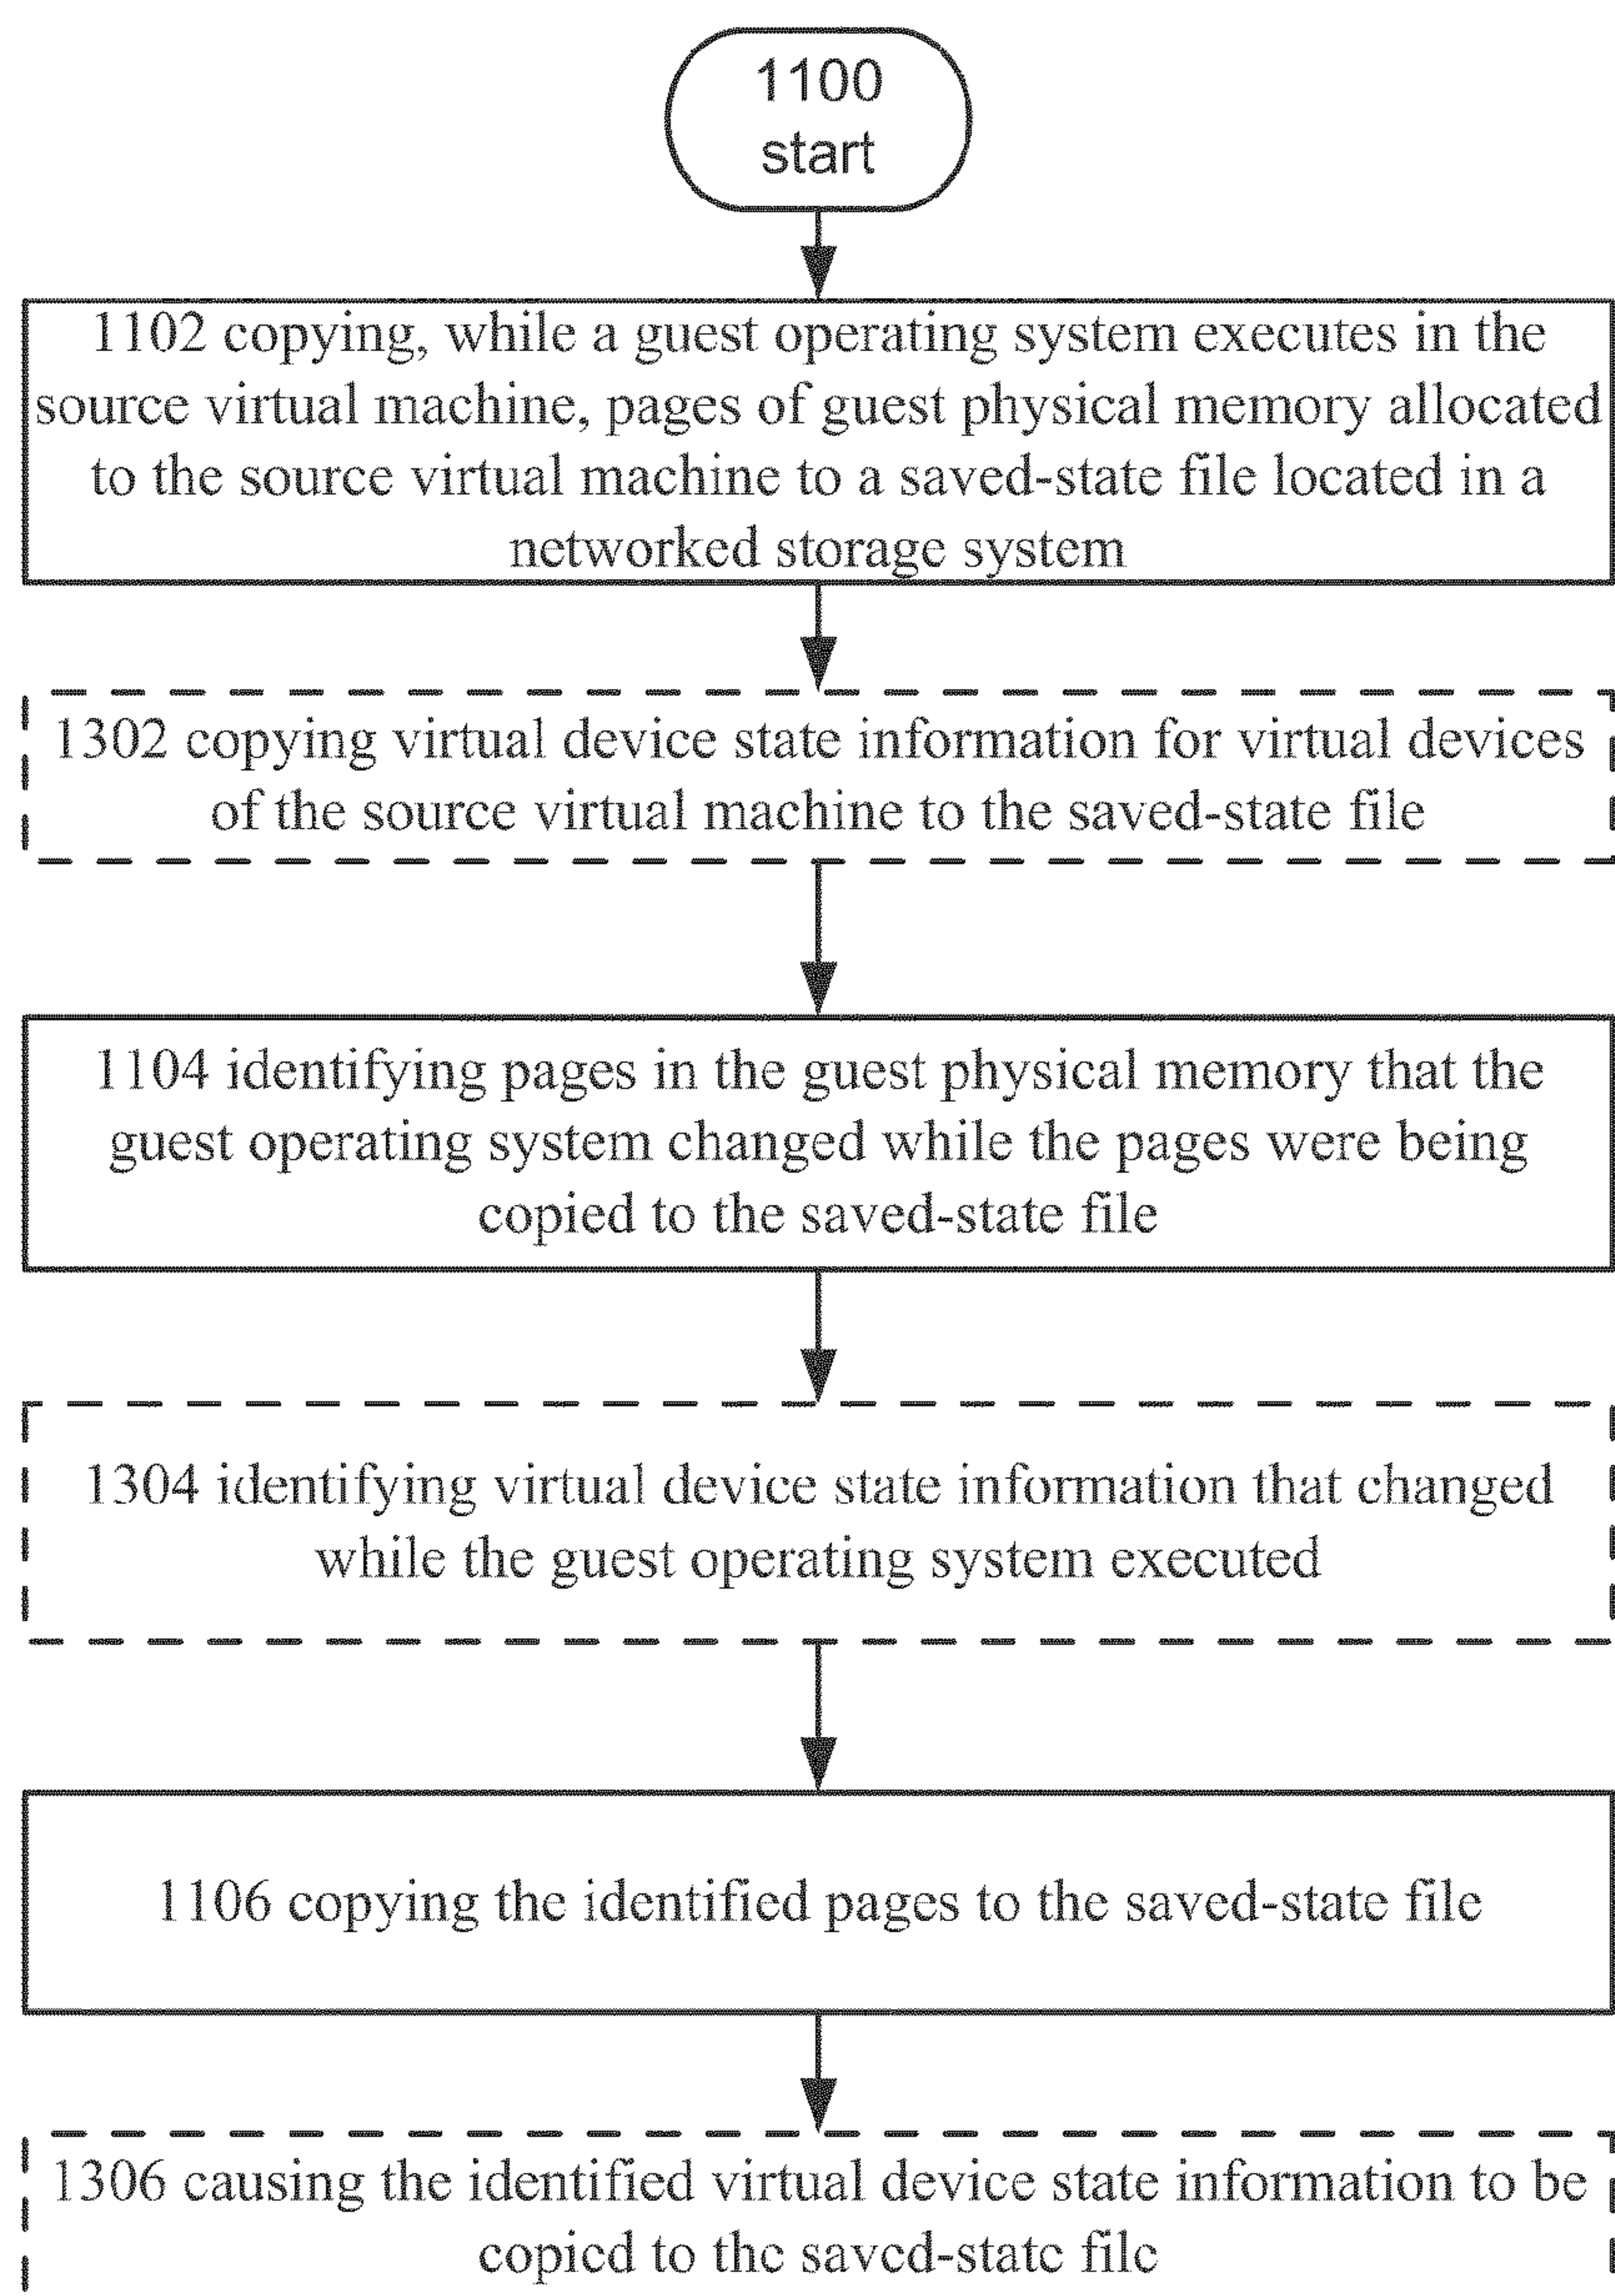 1100
start
1102 copying, while a guest operating system executes in the
source virtual machine, pages of guest physical memory allocated
to the source virtual machine to a saved-state file located in a
networked storage system
1302 copying virtual device state information for virtual devices
of the source virtual machine to the saved-state file
1104 identifying pages in the guest physical memory that the
guest operating system changed while the pages were being
copied to the saved-state file
1304 identifying virtual device state information that changed
while the guest operating system executed
1106 copying the identified pages to the saved-state file
1306 causing the identified virtual device state information to be
copied to the saved-state file